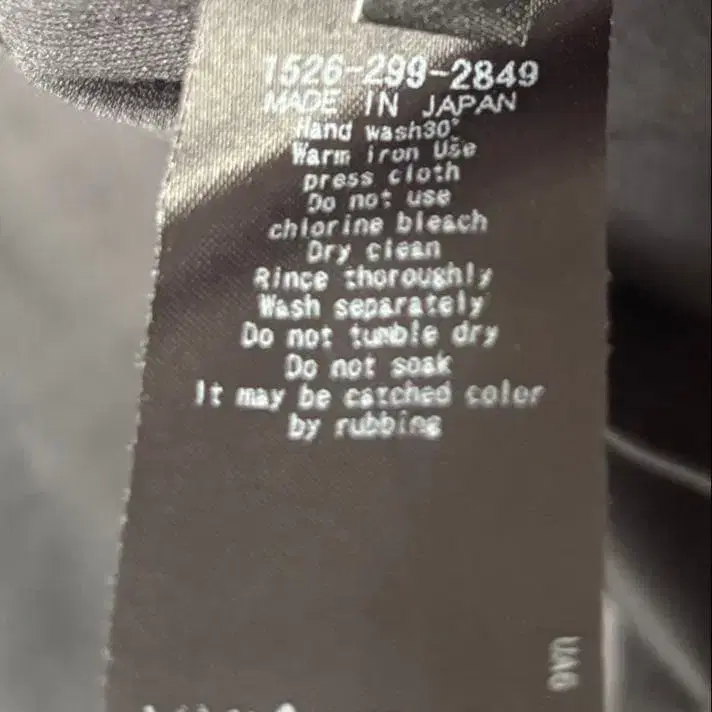 1526-299-2849
MADE IN JAPAN
Hand wash30°
Warm iron Use
press cloth
Do not use
chlorine bleach
Dry clean
Rince thoroughly
Wash separately
Do not tumble dry
Do not soak
It may be catched color
by rubbing
UA6